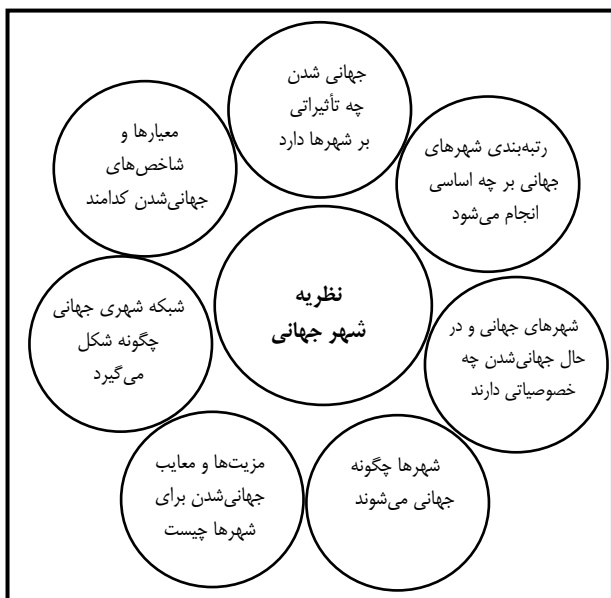 جهانی شدن
چه تأثیراتی
بر شهرها دارد
رتبه‌بندی شهرهای
جهانی بر چه اساسی
انجام می‌شود
شهرهای جهانی و در
حال جهانی‌شدن چه
خصوصیاتی دارند
شهرها چگونه
جهانی می‌شوند
مزیت‌ها و معایب
جهانی‌شدن برای
شهرها چیست
شبکه شهری جهانی
چگونه شکل
می‌گیرد
معیارها و
شاخص‌های
جهانی‌شدن کدامند
نظریه
شهر جهانی